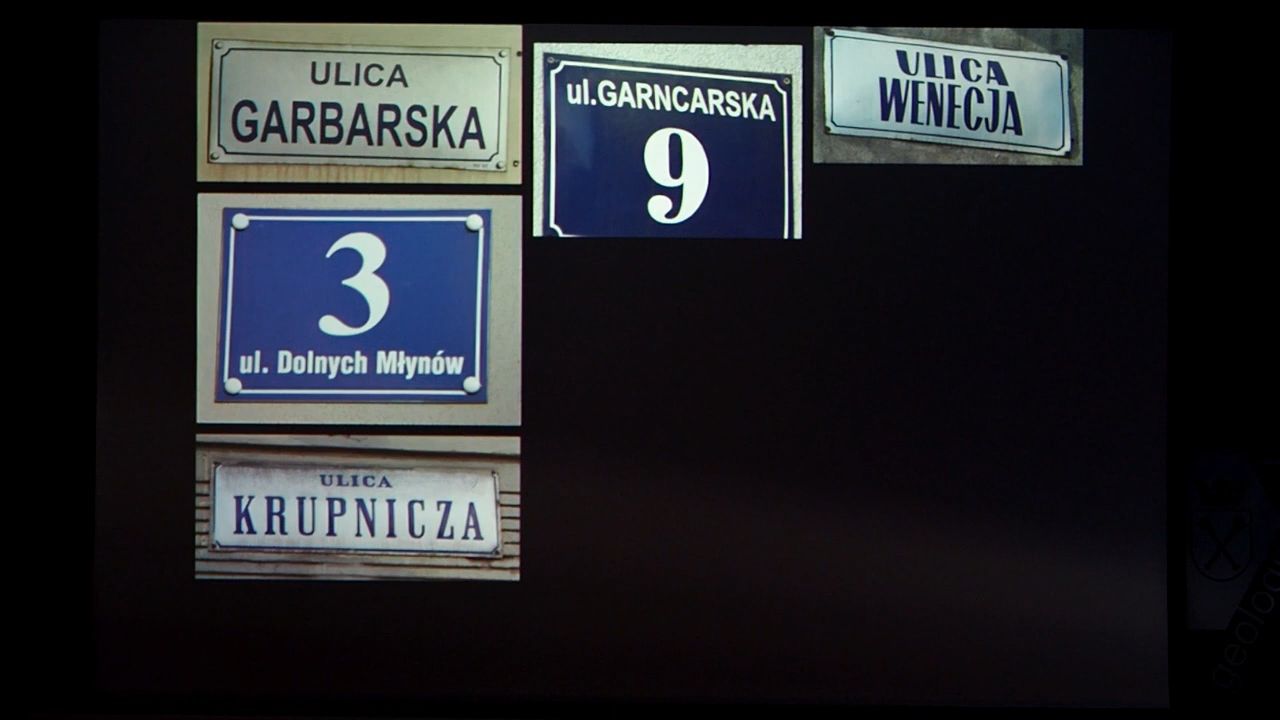 ULICA
GARBARSKA
3
ul. Dolnych Młynów
ULICA
KRUPNICZA
ul.GARNCARSKA
9
ULICA
WENECJA